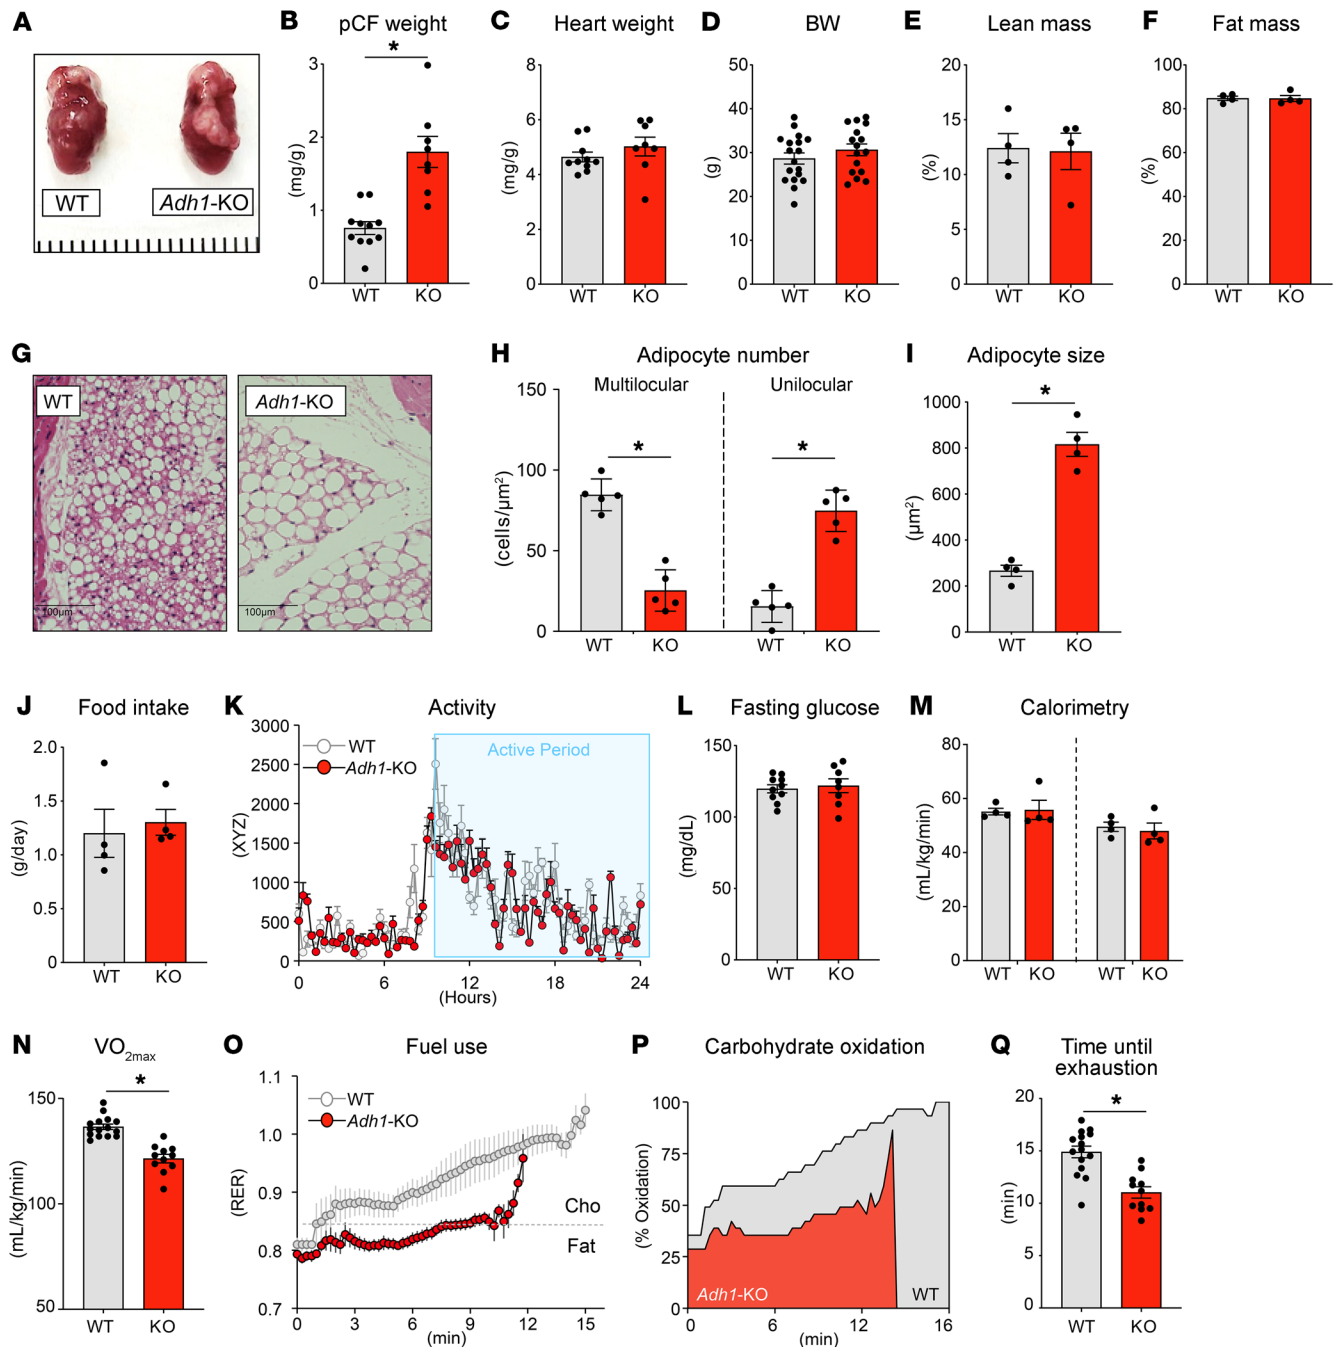 A
WT
Adh1-KO
B pCF weight
*
(mg/g)
3
2
1
0
WT KO
C Heart weight
(mg/g)
8
6
4
2
0
WT KO
D BW
(g)
50
40
30
20
10
0
WT KO
E Lean mass
(%)
20
15
10
5
0
WT KO
F Fat mass
(%)
100
80
60
40
20
0
WT KO
G
WT
100µm
Adh1-KO
100µm
H Adipocyte number
Multilocular Unilocular
* *
(cells/µm²)
150
100
50
0
WT KO WT KO
I Adipocyte size
*
(µm²)
1000
800
600
400
200
0
WT KO
J Food intake
(g/day)
2.0
1.5
1.0
0.5
0
WT KO
K Activity
(XYZ)
3000
2500
2000
1500
1000
500
0
WT
Adh1-KO
Active Period
0 6 12 18 24
(Hours)
L Fasting glucose
(mg/dL)
150
100
50
0
WT KO
M Calorimetry
(mL/kg/min)
80
60
40
20
0
WT KO WT KO
N VO2max
*
(mL/kg/min)
150
100
50
WT KO
O Fuel use
(RER)
1.1
1.0
0.9
0.8
0.7
WT
Adh1-KO
Cho
Fat
0 3 6 9 12 15
(min)
P Carbohydrate oxidation
(% Oxidation)
100
75
50
25
0
Adh1-KO
WT
0 6 12 16
(min)
Q Time until
exhaustion
*
(min)
20
15
10
5
0
WT KO